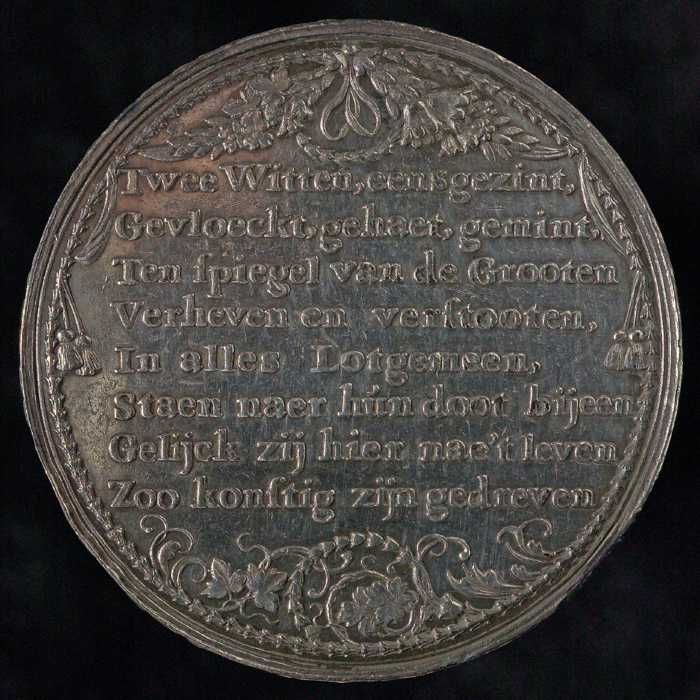 Twee Witten, eensgezint,
Gevloeckt, gehaet, gemint,
Ten ſpiegel van de Grooten
Verheven en verſtooten,
In alles Lotgemeen,
Staen naer hún doot bijeen
Gelijck zij hier nae't leven
Zoo konſtig zijn gedreven